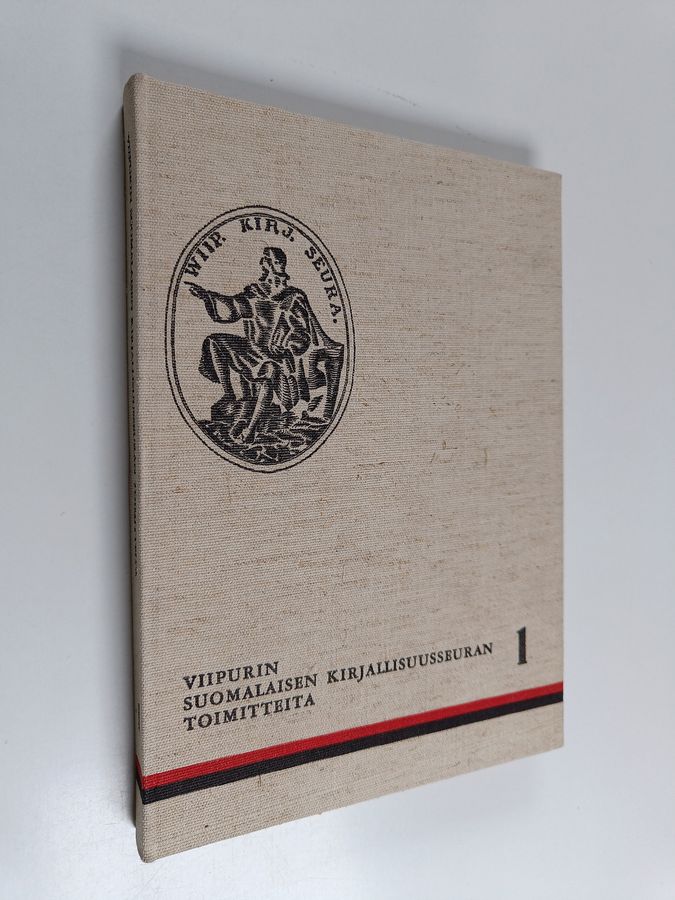 WIIP. KIRJ. SEURA.
VIIPURIN
SUOMALAISEN KIRJALLISUUSSEURAN
TOIMITTEITA
1